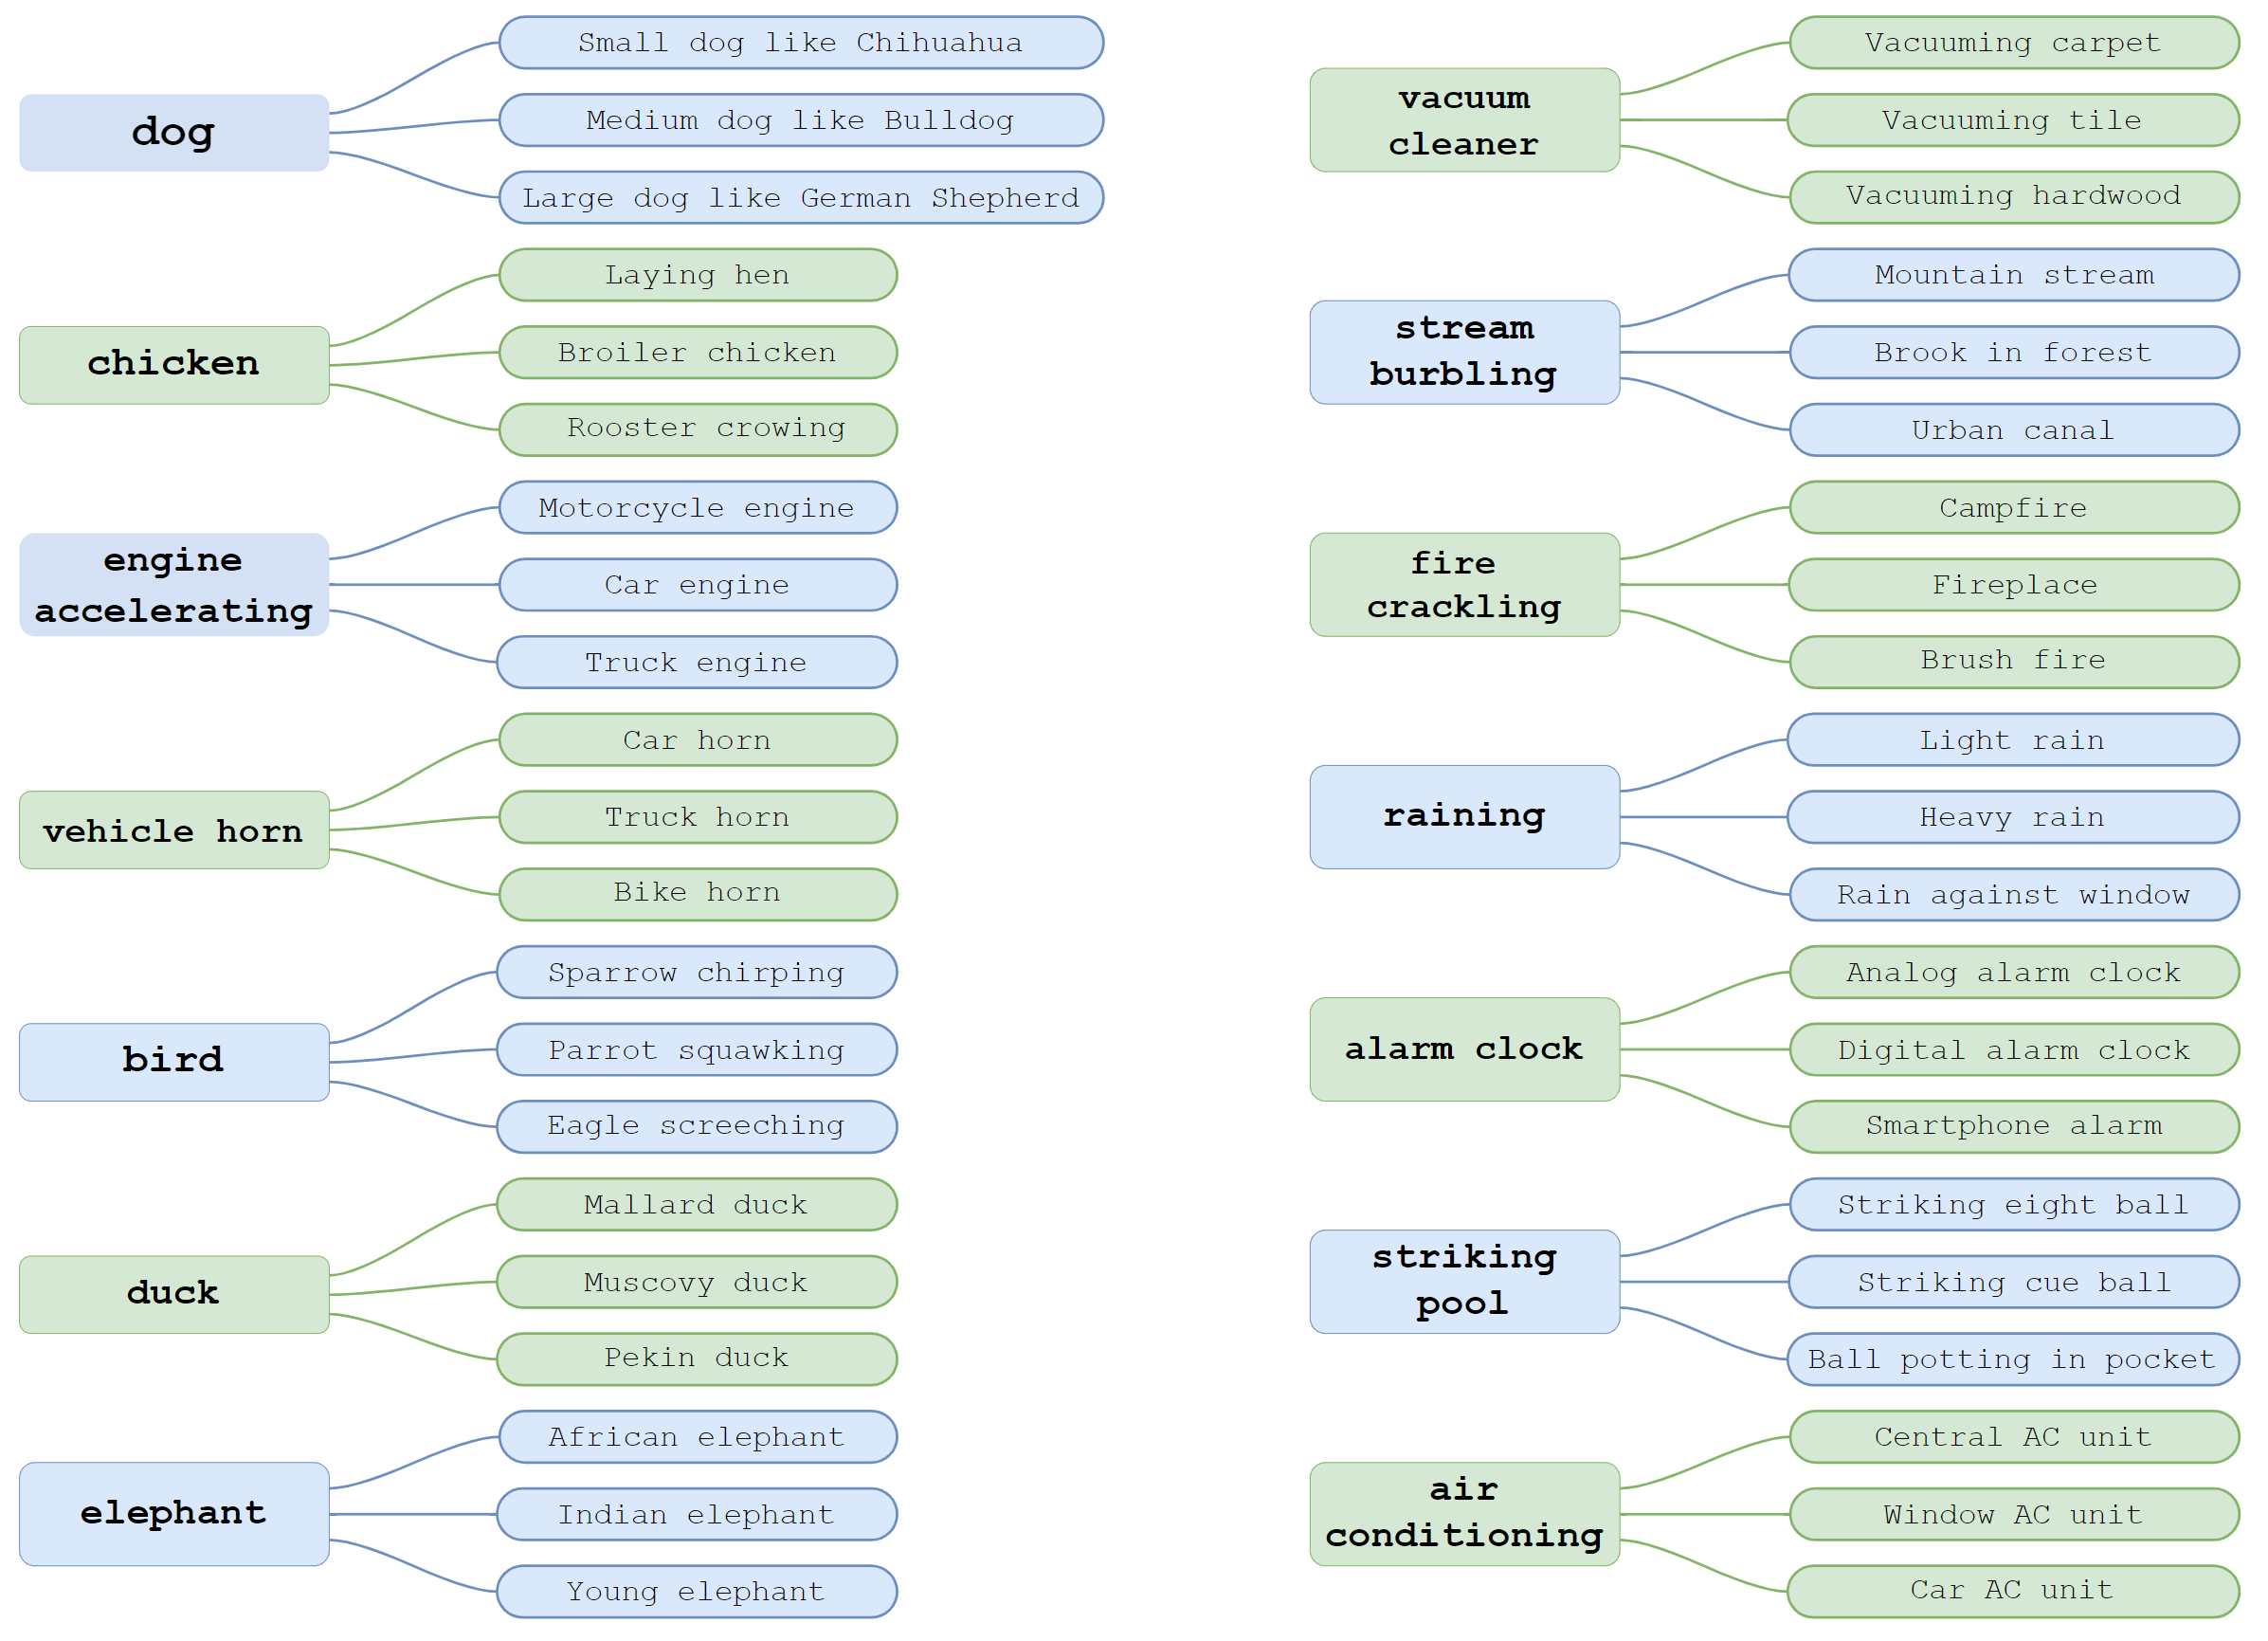 dog
Small dog like Chihuahua
Medium dog like Bulldog
Large dog like German Shepherd
chicken
Laying hen
Broiler chicken
Rooster crowing
engine
accelerating
Motorcycle engine
Car engine
Truck engine
vehicle horn
Car horn
Truck horn
Bike horn
bird
Sparrow chirping
Parrot squawking
Eagle screeching
duck
Mallard duck
Muscovy duck
Pekin duck
elephant
African elephant
Indian elephant
Young elephant
vacuum
cleaner
Vacuuming carpet
Vacuuming tile
Vacuuming hardwood
stream
burbling
Mountain stream
Brook in forest
Urban canal
fire
crackling
Campfire
Fireplace
Brush fire
raining
Light rain
Heavy rain
Rain against window
alarm clock
Analog alarm clock
Digital alarm clock
Smartphone alarm
striking
pool
Striking eight ball
Striking cue ball
Ball potting in pocket
air
conditioning
Central AC unit
Window AC unit
Car AC unit